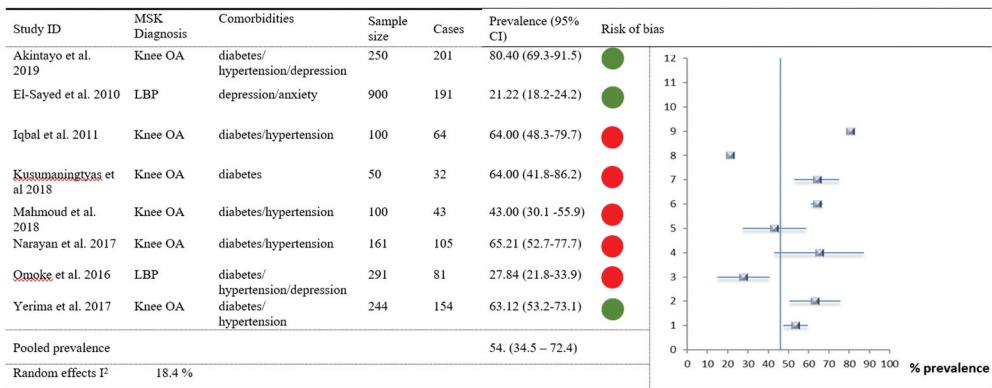 Study ID MSK Diagnosis Comorbidities Sample size Cases Prevalence (95% CI) Risk of bias
Akintayo et al. 2019 Knee OA diabetes/ hypertension/depression 250 201 80.40 (69.3-91.5)
El-Sayed et al. 2010 LBP depression/anxiety 900 191 21.22 (18.2-24.2)
Iqbal et al. 2011 Knee OA diabetes/hypertension 100 64 64.00 (48.3-79.7)
Kusumaningtyas et al 2018 Knee OA diabetes 50 32 64.00 (41.8-86.2)
Mahmoud et al. 2018 Knee OA diabetes/hypertension 100 43 43.00 (30.1 -55.9)
Narayan et al. 2017 Knee OA diabetes/hypertension 161 105 65.21 (52.7-77.7)
Omoke et al. 2016 LBP diabetes/ hypertension/depression 291 81 27.84 (21.8-33.9)
Yerima et al. 2017 Knee OA diabetes/ hypertension 244 154 63.12 (53.2-73.1)
Pooled prevalence 54. (34.5 – 72.4)
Random effects I2 18.4 %
12
11
10
9
8
7
6
5
4
3
2
1
0
9
8
7
6
5
4
3
2
1
0 10 20 30 40 50 60 70 80 90 100
% prevalence